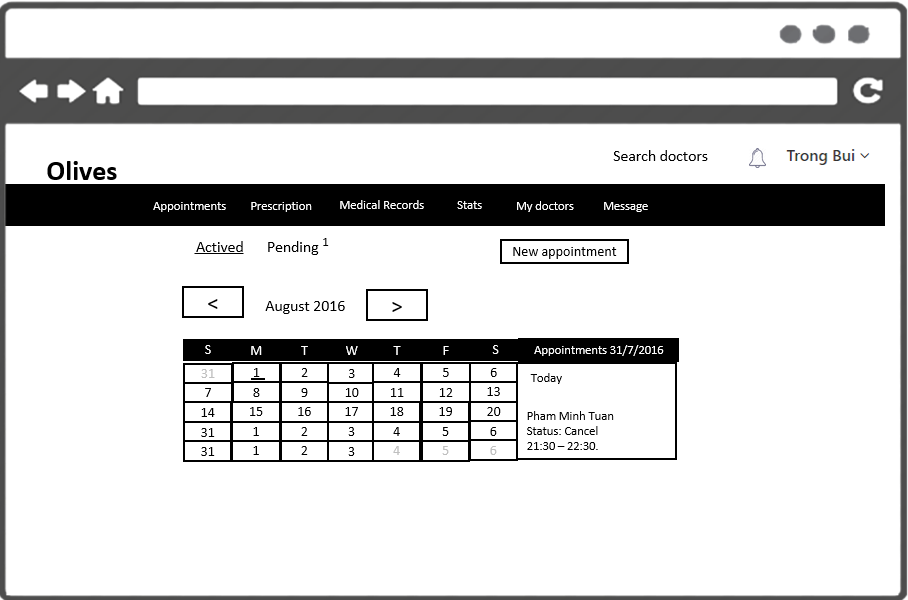 Search doctors Trong Bui
Olives
Appointments Prescription Medical Records Stats My doctors Message
Actived Pending 1 New appointment
< August 2016 >
S M T W T F S Appointments 31/7/2016
31 1 2 3 4 5 6
7 8 9 10 11 12 13
14 15 16 17 18 19 20
31 1 2 3 4 5 6
31 1 2 3 4 5 6
Today
Pham Minh Tuan
Status: Cancel
21:30 – 22:30.